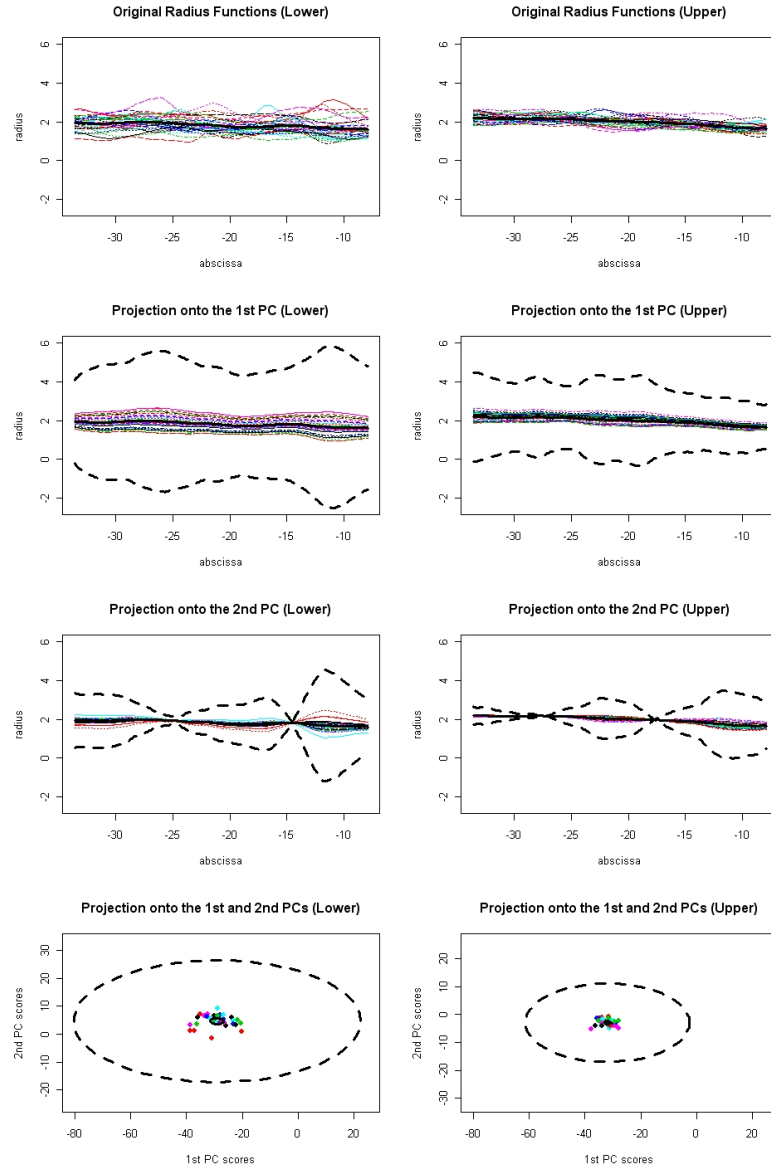 Original Radius Functions (Lower)
6
4
2
0
-2
radius
-30 -25 -20 -15 -10
abscissa
Original Radius Functions (Upper)
6
4
2
0
-2
radius
-30 -25 -20 -15 -10
abscissa
Projection onto the 1st PC (Lower)
6
4
2
0
-2
radius
-30 -25 -20 -15 -10
abscissa
Projection onto the 1st PC (Upper)
6
4
2
0
-2
radius
-30 -25 -20 -15 -10
abscissa
Projection onto the 2nd PC (Lower)
6
4
2
0
-2
radius
-30 -25 -20 -15 -10
abscissa
Projection onto the 2nd PC (Upper)
6
4
2
0
-2
radius
-30 -25 -20 -15 -10
abscissa
Projection onto the 1st and 2nd PCs (Lower)
30
20
10
0
-10
-20
2nd PC scores
-80 -60 -40 -20 0 20
1st PC scores
Projection onto the 1st and 2nd PCs (Upper)
20
10
0
-10
-20
-30
2nd PC scores
-80 -60 -40 -20 0 20
1st PC scores